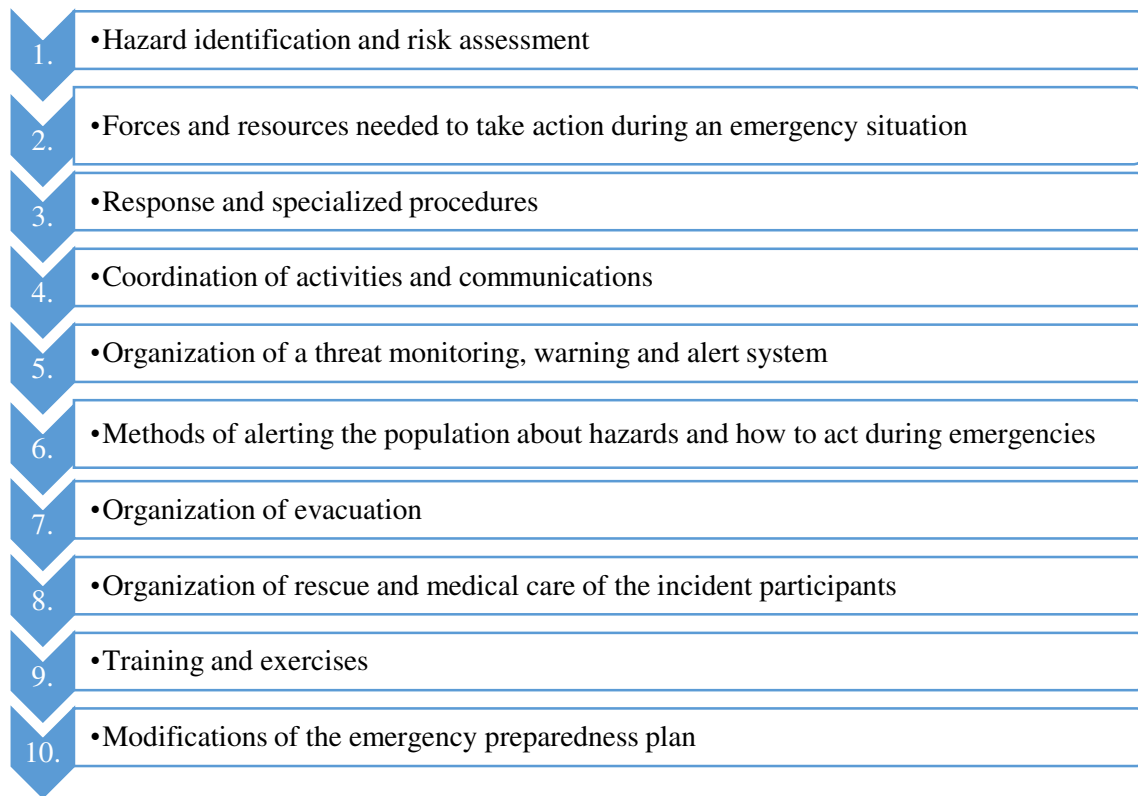 1. •Hazard identification and risk assessment
2. •Forces and resources needed to take action during an emergency situation
3. •Response and specialized procedures
4. •Coordination of activities and communications
5. •Organization of a threat monitoring, warning and alert system
6. •Methods of alerting the population about hazards and how to act during emergencies
7. •Organization of evacuation
8. •Organization of rescue and medical care of the incident participants
9. •Training and exercises
10. •Modifications of the emergency preparedness plan